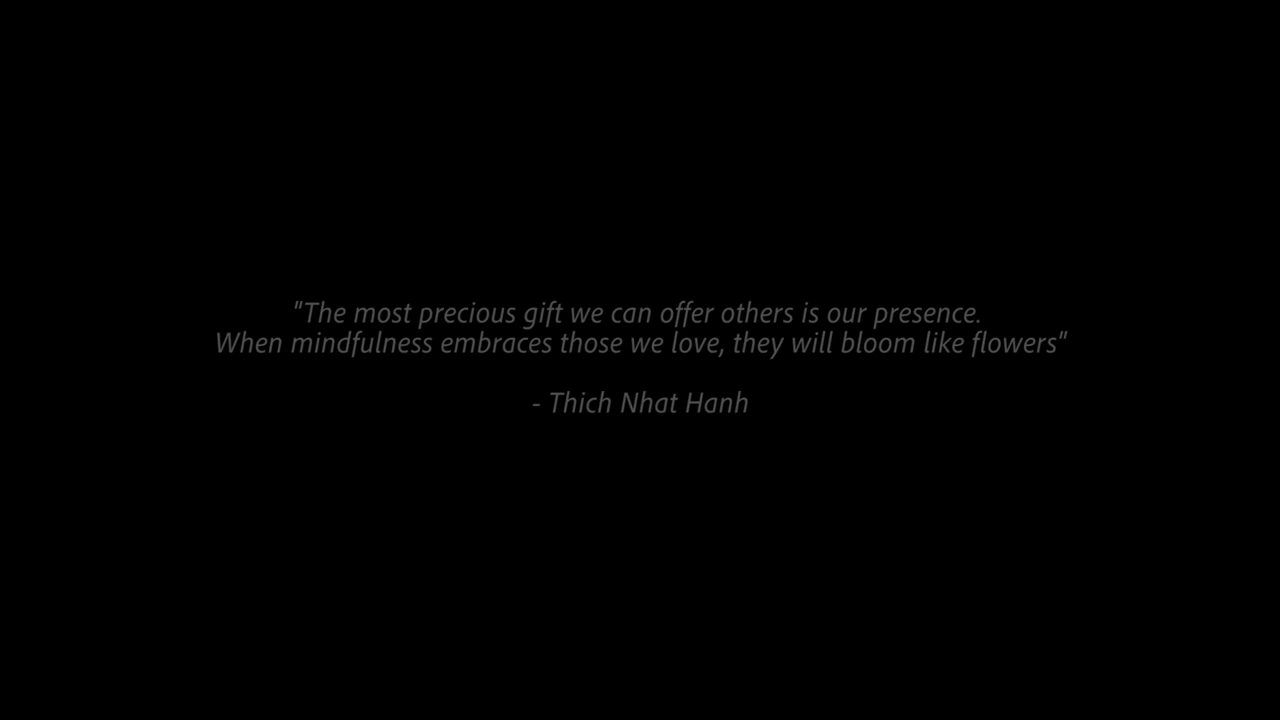 "The most precious gift we can offer others is our presence.
When mindfulness embraces those we love, they will bloom like flowers"
- Thich Nhat Hanh